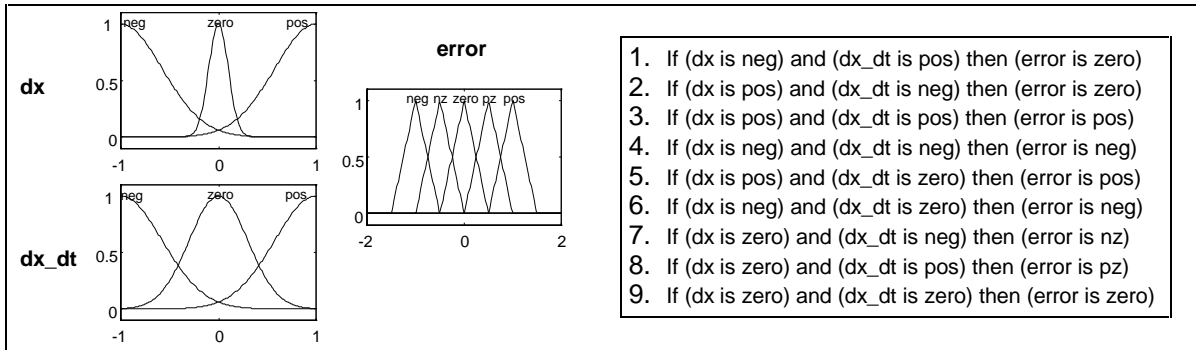 dx
1
0.5
0
neg zero pos
-1 0 1
dx_dt
1
0.5
0
neg zero pos
-1 0 1
error
1
0.5
0
neg nz zero pz pos
-2 0 2
1. If (dx is neg) and (dx_dt is pos) then (error is zero)
2. If (dx is pos) and (dx_dt is neg) then (error is zero)
3. If (dx is pos) and (dx_dt is pos) then (error is pos)
4. If (dx is neg) and (dx_dt is neg) then (error is neg)
5. If (dx is pos) and (dx_dt is zero) then (error is pos)
6. If (dx is neg) and (dx_dt is zero) then (error is neg)
7. If (dx is zero) and (dx_dt is neg) then (error is nz)
8. If (dx is zero) and (dx_dt is pos) then (error is pz)
9. If (dx is zero) and (dx_dt is zero) then (error is zero)